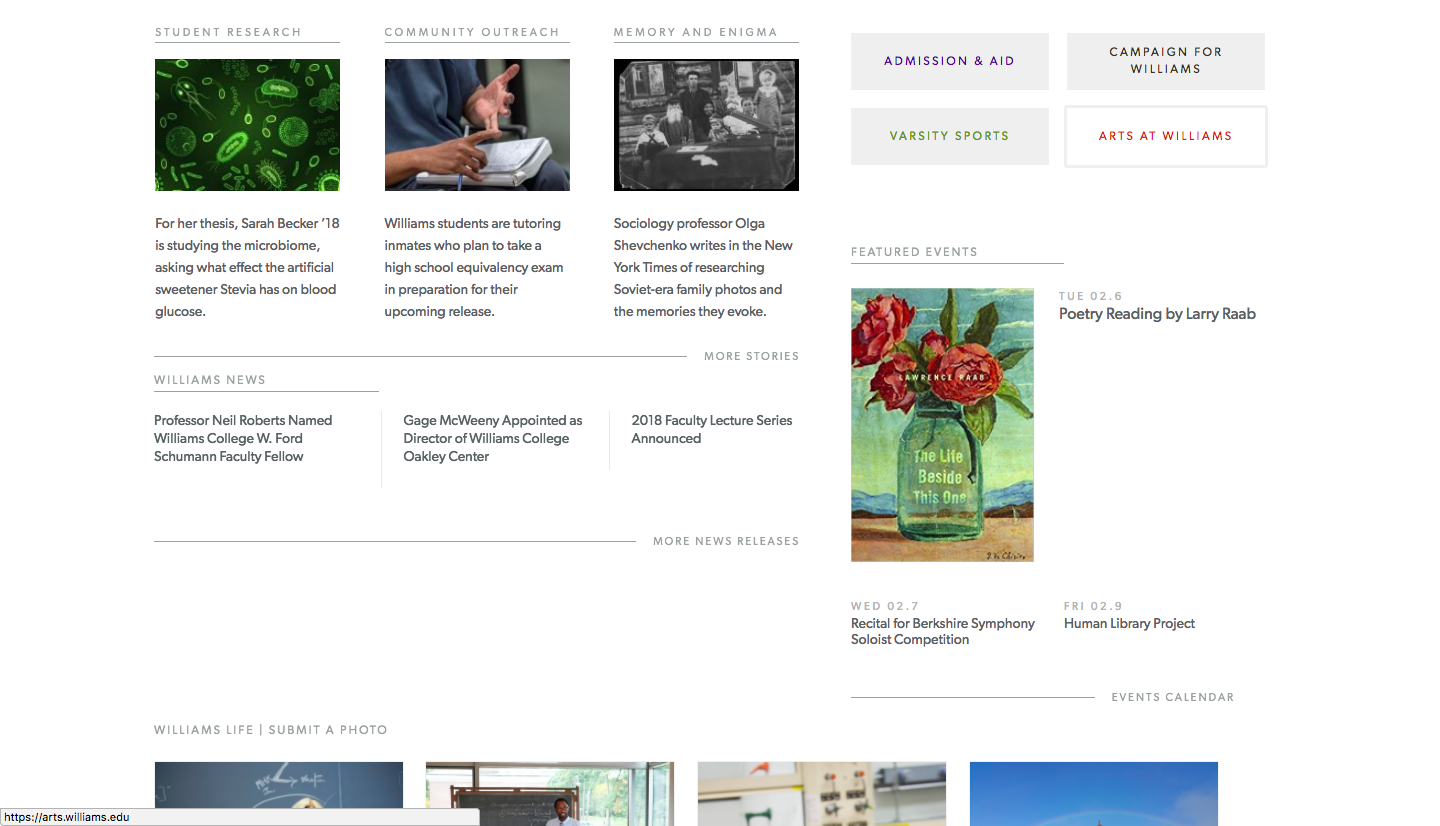 STUDENT RESEARCH
For her thesis, Sarah Becker ’18
is studying the microbiome,
asking what effect the artificial
sweetener Stevia has on blood
glucose.
COMMUNITY OUTREACH
Williams students are tutoring
inmates who plan to take a
high school equivalency exam
in preparation for their
upcoming release.
MEMORY AND ENIGMA
Sociology professor Olga
Shevchenko writes in the New
York Times of researching
Soviet-era family photos and
the memories they evoke.
MORE STORIES
WILLIAMS NEWS
Professor Neil Roberts Named
Williams College W. Ford
Schumann Faculty Fellow
Gage McWeeny Appointed as
Director of Williams College
Oakley Center
2018 Faculty Lecture Series
Announced
MORE NEWS RELEASES
ADMISSION & AID
CAMPAIGN FOR
WILLIAMS
VARSITY SPORTS
ARTS AT WILLIAMS
FEATURED EVENTS
LAWRENCE RAAB
The Life
Beside
This One
TUE 02.6
Poetry Reading by Larry Raab
WED 02.7
Recital for Berkshire Symphony
Soloist Competition
FRI 02.9
Human Library Project
EVENTS CALENDAR
WILLIAMS LIFE | SUBMIT A PHOTO
https://arts.williams.edu